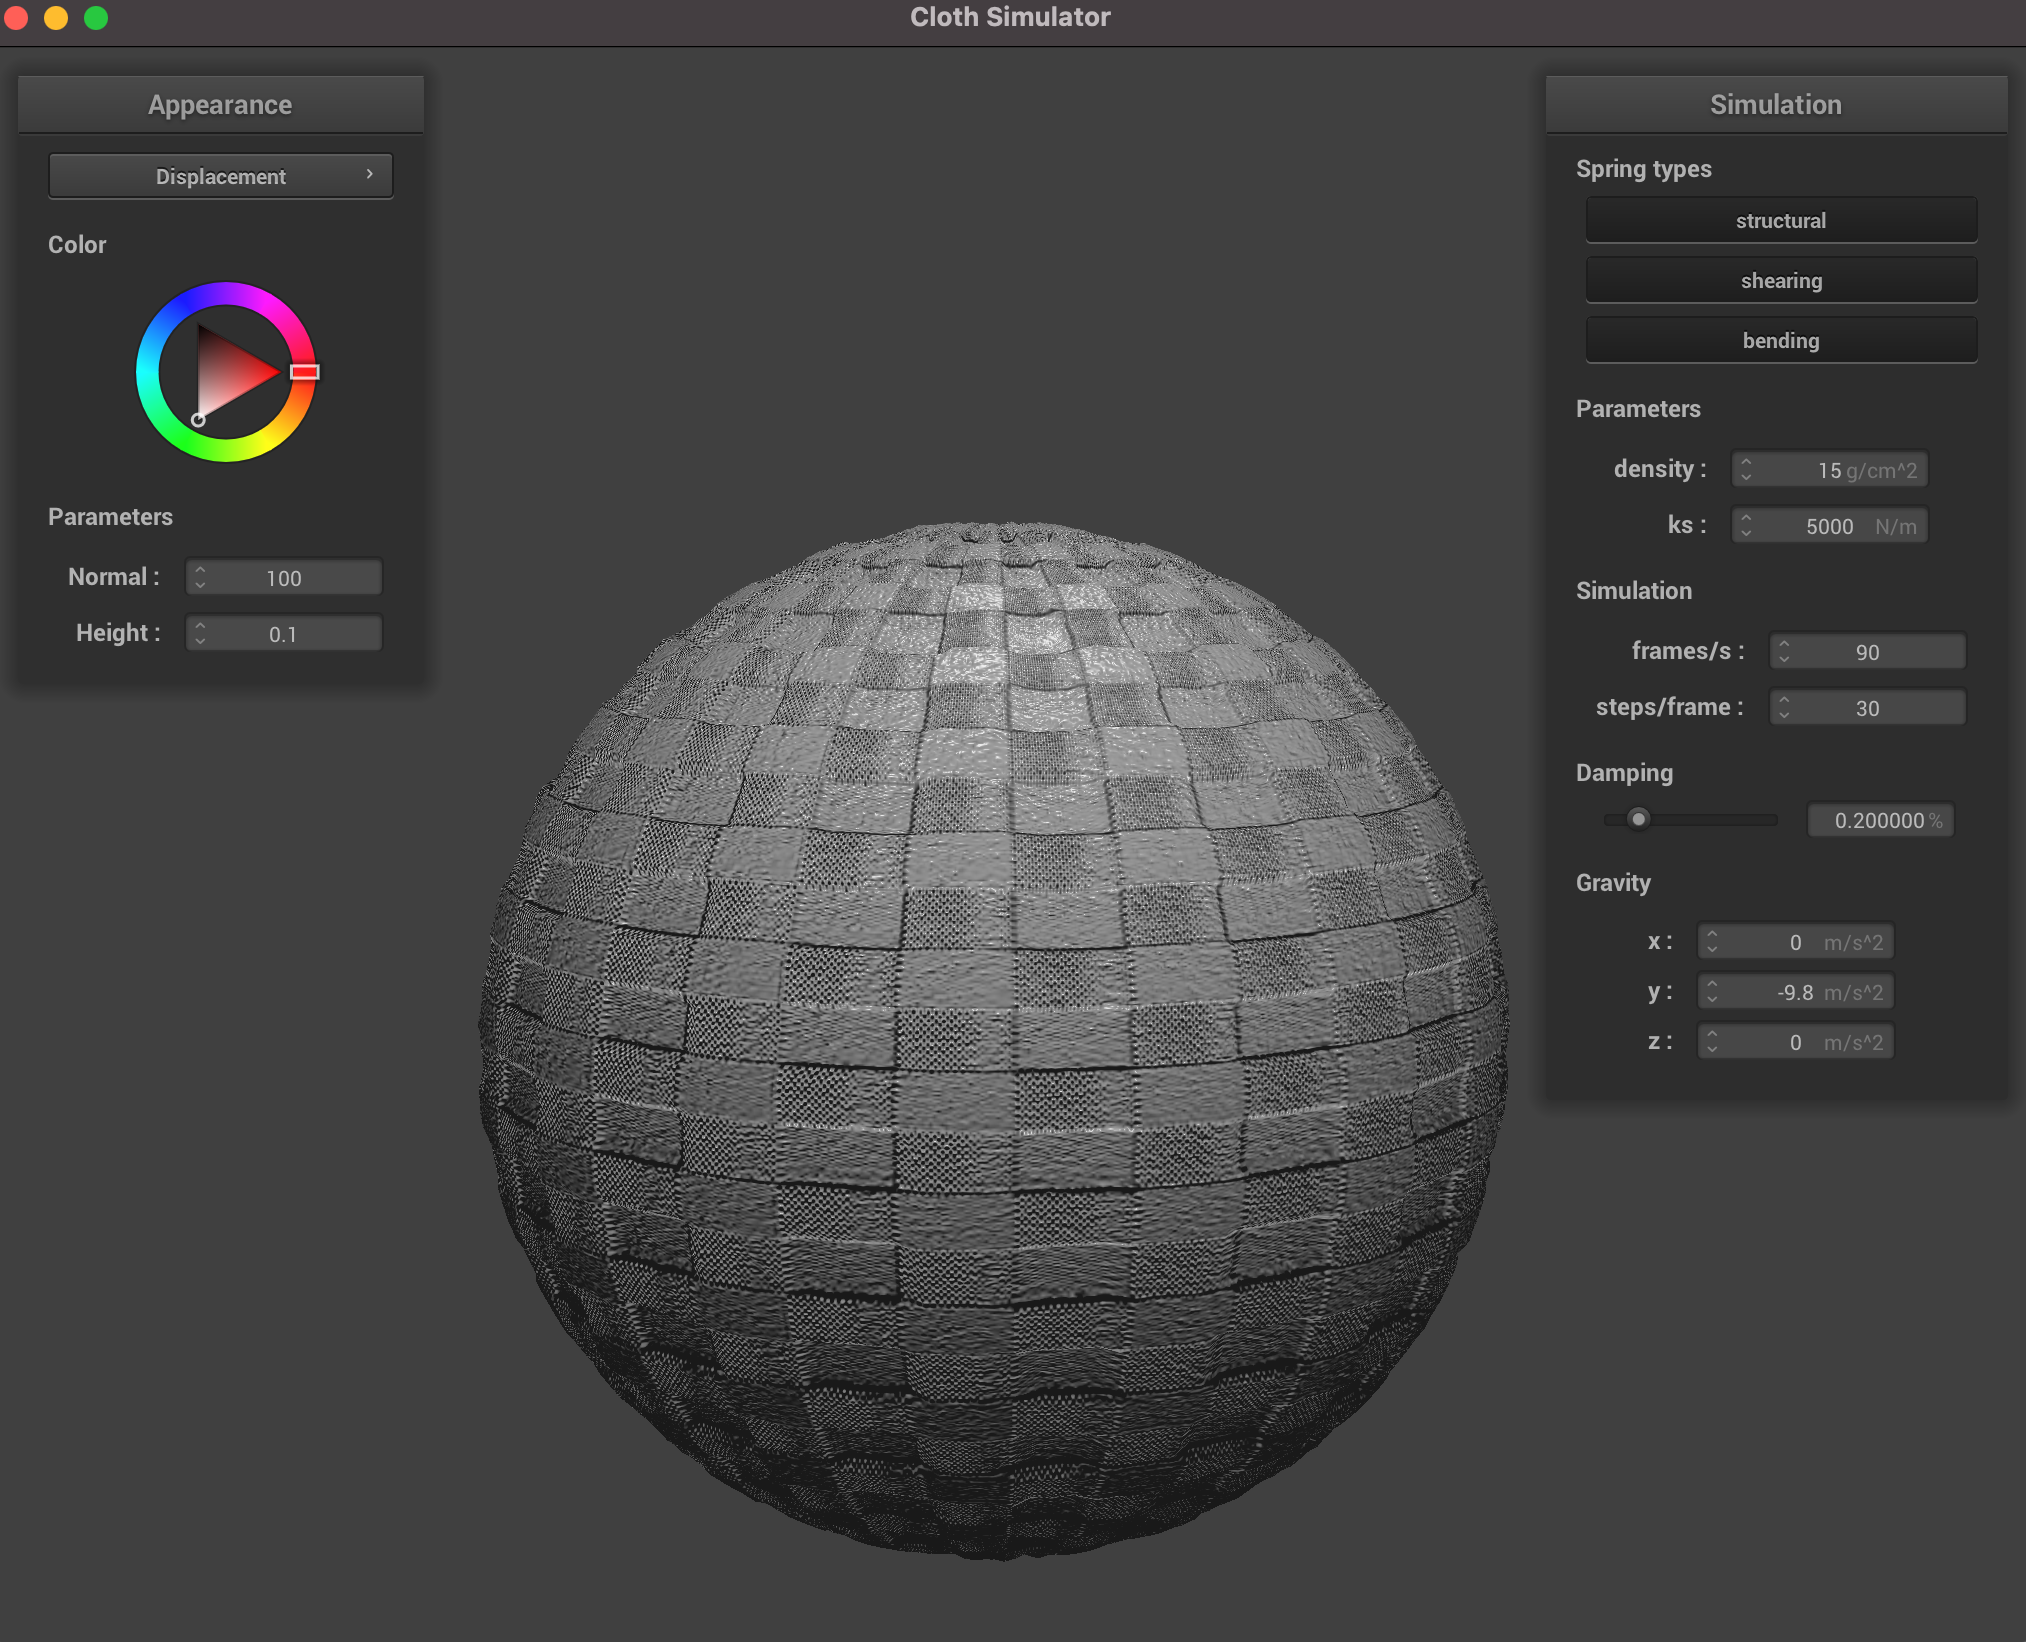 Cloth Simulator
Appearance
Displacement
Color
Parameters
Normal : 100
Height : 0.1
Simulation
Spring types
structural
shearing
bending
Parameters
density : 15 g/cm^2
ks : 5000 N/m
Simulation
frames/s : 90
steps/frame : 30
Damping
0.200000 %
Gravity
x : 0 m/s^2
y : -9.8 m/s^2
z : 0 m/s^2